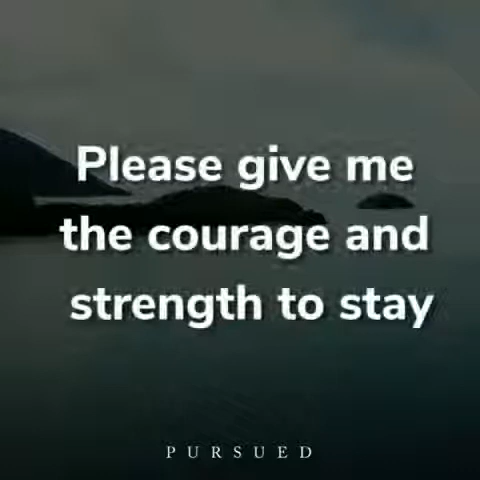 Please give me
the courage and
strength to stay
PURSUED